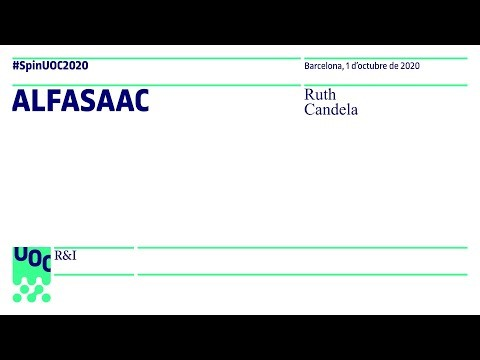 #SpinUOC2020
Barcelona, 1 d'octubre de 2020
ALFASAAC
Ruth
Candela
UOC
R&I